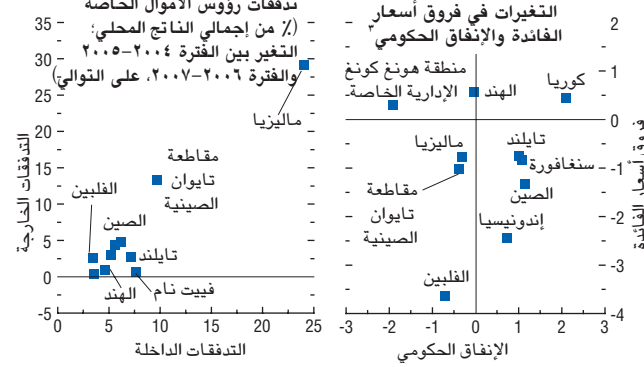 تدفقات رؤوس الأموال الخاصة
(٪ من إجمالي الناتج المحلي؛
التغير بين الفترة ٢٠٠٤-٢٠٠٥
والفترة ٢٠٠٦-٢٠٠٧، على التوالي)
35
30
25
20
15
10
5
0
-5
التدفقات الخارجة
ماليزيا
مقاطعة
تايوان
الصينية
الفلبين
الصين
تايلند
الهند
فييت نام
0
5
10
15
20
25
التدفقات الداخلة
التغيرات في فروق أسعار
الفائدة والإنفاق الحكومي٣
2
1
0
-1
-2
-3
-4
فروق أسعار الفائدة
منطقة هونغ كونغ
الإدارية الخاصة
الهند
كوريا
ماليزيا
تايلند
سنغافورة
الصين
مقاطعة
تايوان
الصينية
إندونيسيا
الفلبين
-3
-2
-1
0
1
2
3
الإنفاق الحكومي